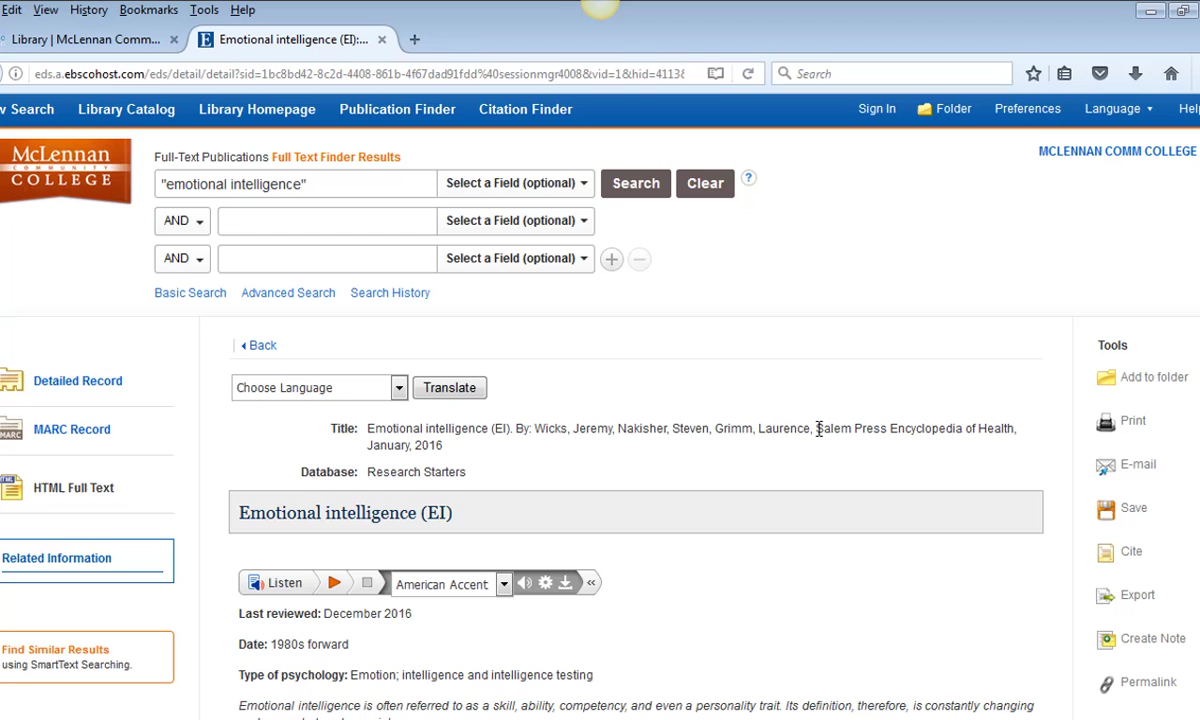 Edit View History Bookmarks Tools Help
Library | McLennan Comm... × E Emotional intelligence (EI):... × +
eds.a.ebscohost.com/eds/detail/detail?sid=1bc8bd42-8c2d-4408-861b-4f67dad91fdd%40sessionmgr4008&vid=1&hid=4113& Search
w Search Library Catalog Library Homepage Publication Finder Citation Finder Sign In Folder Preferences Language Help
McLennan
COMMUNITY
COLLEGE
MCLENNAN COMM COLLEGE
Full-Text Publications Full Text Finder Results
"emotional intelligence" Select a Field (optional) Search Clear ?
AND Select a Field (optional)
AND Select a Field (optional) + −
Basic Search Advanced Search Search History
Detailed Record
MARC
MARC Record
HTML Full Text
Related Information
Find Similar Results
using SmartText Searching.
Back
Choose Language Translate
Title: Emotional intelligence (EI). By: Wicks, Jeremy, Nakisher, Steven, Grimm, Laurence, Salem Press Encyclopedia of Health,
January, 2016
Database: Research Starters
Emotional intelligence (EI)
Listen American Accent «
Last reviewed: December 2016
Date: 1980s forward
Type of psychology: Emotion; intelligence and intelligence testing
Emotional intelligence is often referred to as a skill, ability, competency, and even a personality trait. Its definition, therefore, is constantly changing
Tools
Add to folder
Print
E-mail
Save
Cite
Export
Create Note
Permalink